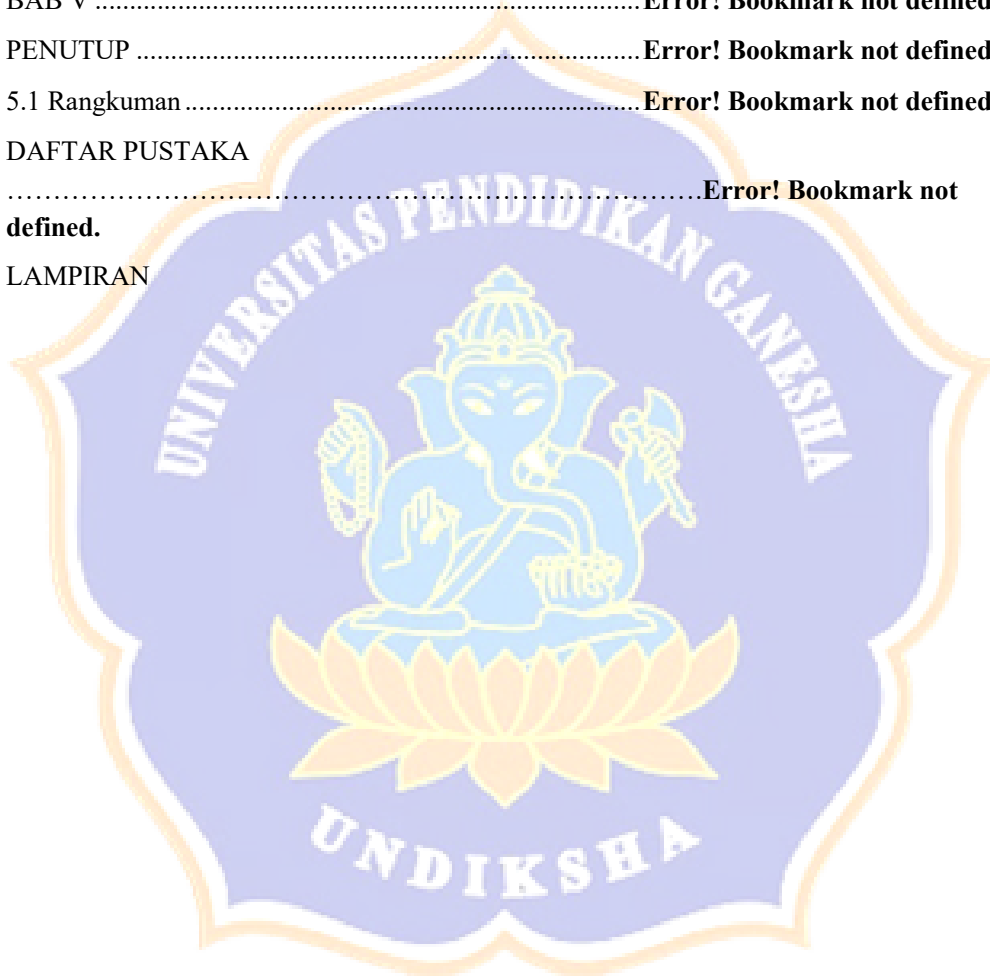 BAB V ................................................................................Error! Bookmark not defined
PENUTUP ..........................................................................Error! Bookmark not defined
5.1 Rangkuman...................................................................Error! Bookmark not defined
DAFTAR PUSTAKA
……………………………………………………………….Error! Bookmark not
defined.
LAMPIRAN
UNIVERSITAS PENDIDIKAN GANESHA
UNDIKSHA